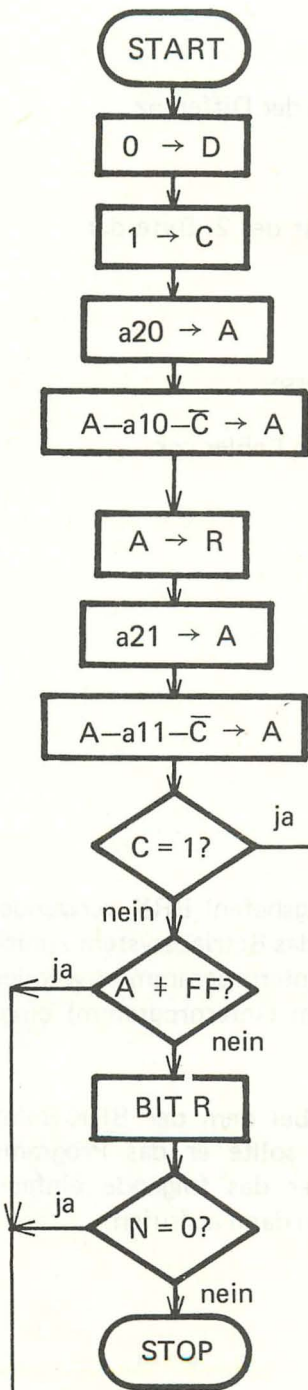 START
0 → D
1 → C
a20 → A
A–a10–C̅ → A
A → R
a21 → A
A–a11–C̅ → A
C = 1?
ja
nein
ja
A ‡ FF?
nein
BIT R
ja
N = 0?
nein
STOP